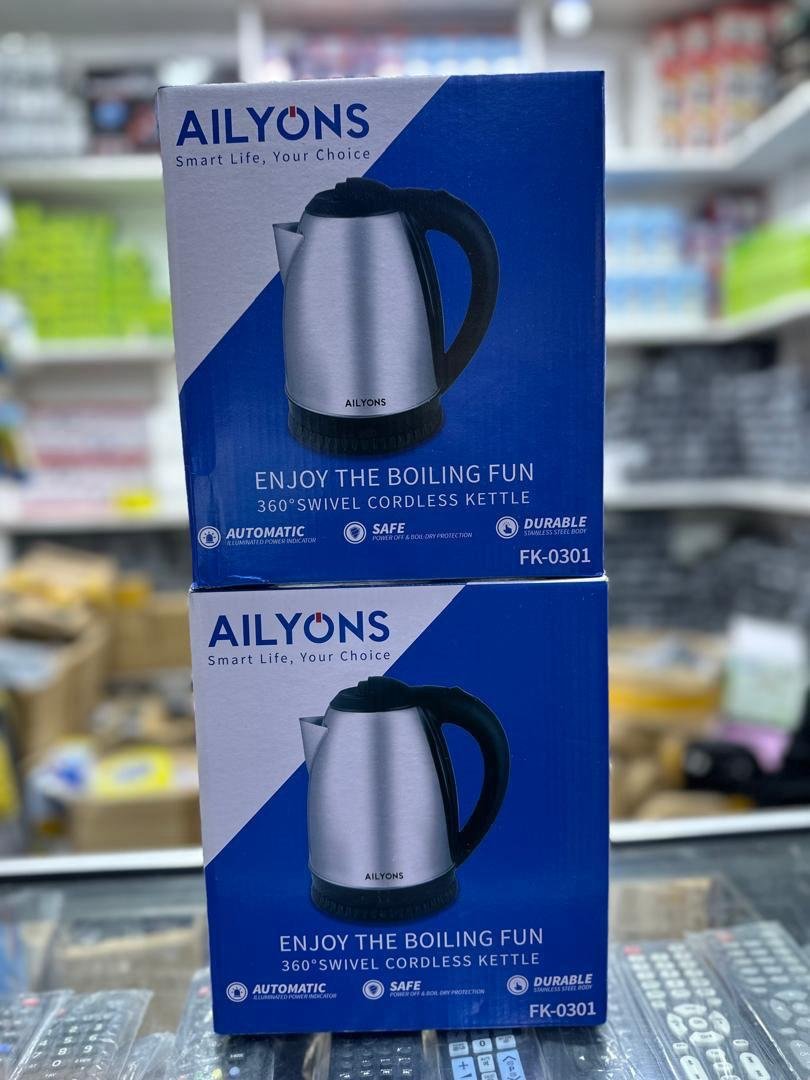 AILYONS
Smart Life, Your Choice
AILYONS
ENJOY THE BOILING FUN
360°SWIVEL CORDLESS KETTLE
AUTOMATIC
ILLUMINATED POWER INDICATOR
SAFE
POWER OFF & BOIL-DRY PROTECTION
DURABLE
STAINLESS STEEL BODY
FK-0301
AILYONS
Smart Life, Your Choice
AILYONS
ENJOY THE BOILING FUN
360°SWIVEL CORDLESS KETTLE
AUTOMATIC
ILLUMINATED POWER INDICATOR
SAFE
POWER OFF & BOIL-DRY PROTECTION
DURABLE
STAINLESS STEEL BODY
FK-0301